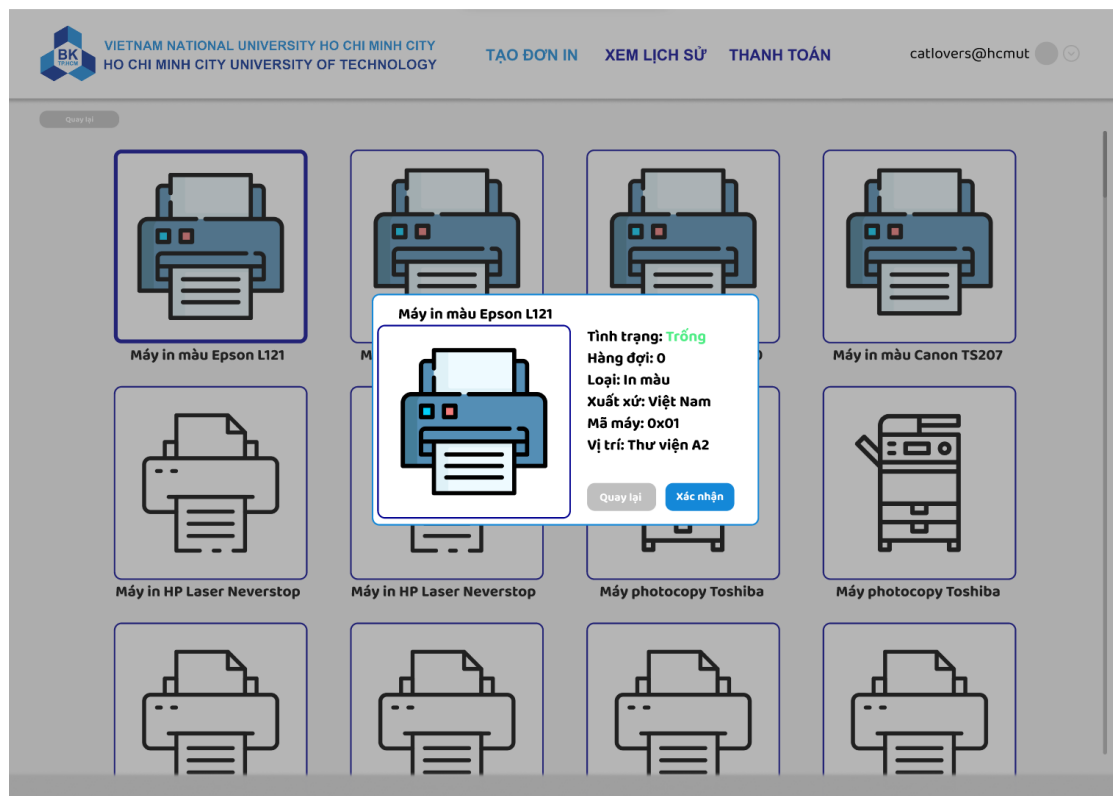 BK
TP.HCM
VIETNAM NATIONAL UNIVERSITY HO CHI MINH CITY
HO CHI MINH CITY UNIVERSITY OF TECHNOLOGY
TẠO ĐƠN IN
XEM LỊCH SỬ
THANH TOÁN
catlovers@hcmut
Quay lại
Máy in màu Epson L121
Máy in màu Canon TS207
Máy in màu Epson L121
Tình trạng: Trống
Hàng đợi: 0
Loại: In màu
Xuất xứ: Việt Nam
Mã máy: 0x01
Vị trí: Thư viện A2
Quay lại
Xác nhận
Máy in HP Laser Neverstop
Máy in HP Laser Neverstop
Máy photocopy Toshiba
Máy photocopy Toshiba